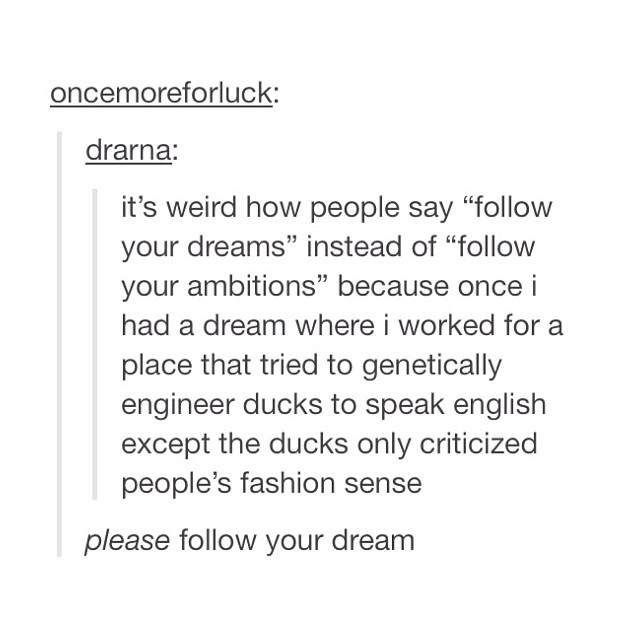 oncemoreforluck:
drarna:
it’s weird how people say “follow
your dreams” instead of “follow
your ambitions” because once i
had a dream where i worked for a
place that tried to genetically
engineer ducks to speak english
except the ducks only criticized
people’s fashion sense
please follow your dream